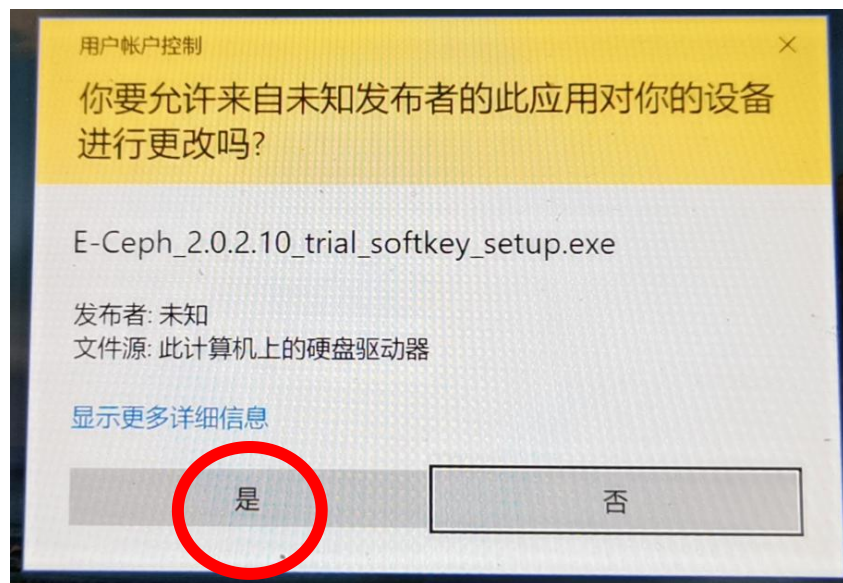 用户帐户控制
你要允许来自未知发布者的此应用对你的设备
进行更改吗?
E-Ceph_2.0.2.10_trial_softkey_setup.exe
发布者: 未知
文件源: 此计算机上的硬盘驱动器
显示更多详细信息
是
否